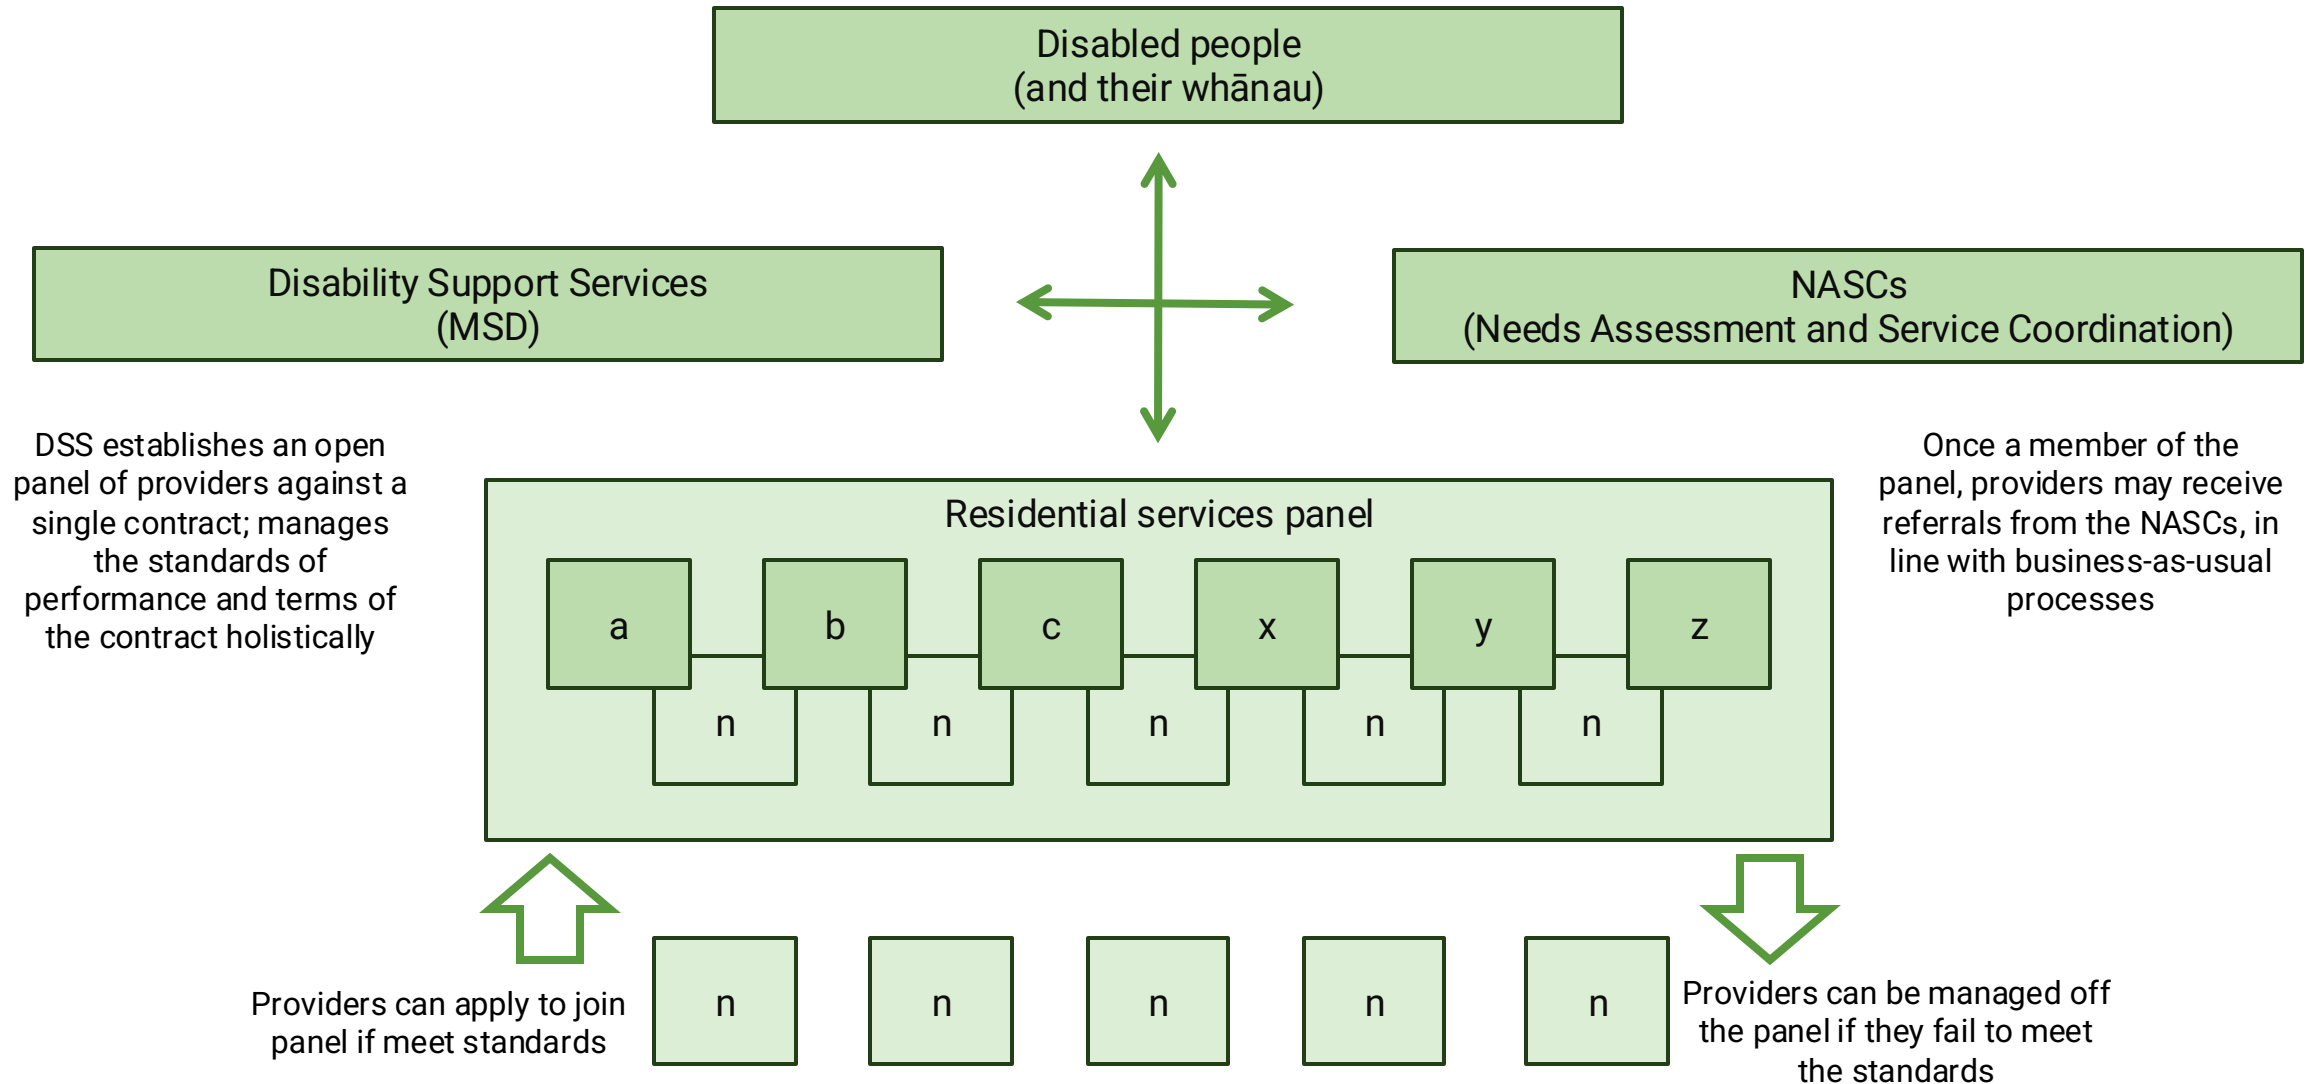 Disabled people
(and their whānau)
Disability Support Services
(MSD)
NASCs
(Needs Assessment and Service Coordination)
DSS establishes an open
panel of providers against a
single contract; manages
the standards of
performance and terms of
the contract holistically
Once a member of the
panel, providers may receive
referrals from the NASCs, in
line with business-as-usual
processes
Residential services panel
a
b
c
x
y
z
n
n
n
n
n
Providers can apply to join
panel if meet standards
n
n
n
n
n
Providers can be managed off
the panel if they fail to meet
the standards